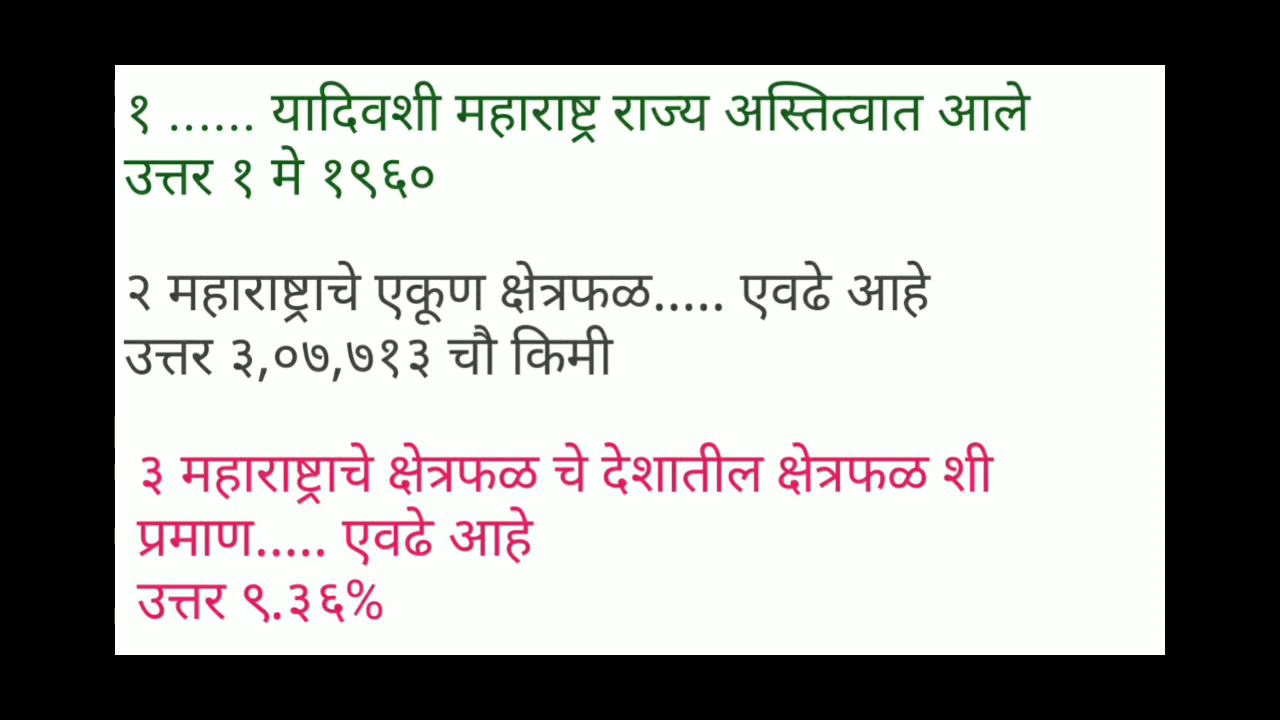 १ ...... यादिवशी महाराष्ट्र राज्य अस्तित्वात आले
उत्तर १ मे १९६०
२ महाराष्ट्राचे एकूण क्षेत्रफळ..... एवढे आहे
उत्तर ३,०७,७१३ चौ किमी
३ महाराष्ट्राचे क्षेत्रफळ चे देशातील क्षेत्रफळ शी
प्रमाण..... एवढे आहे
उत्तर ९.३६%